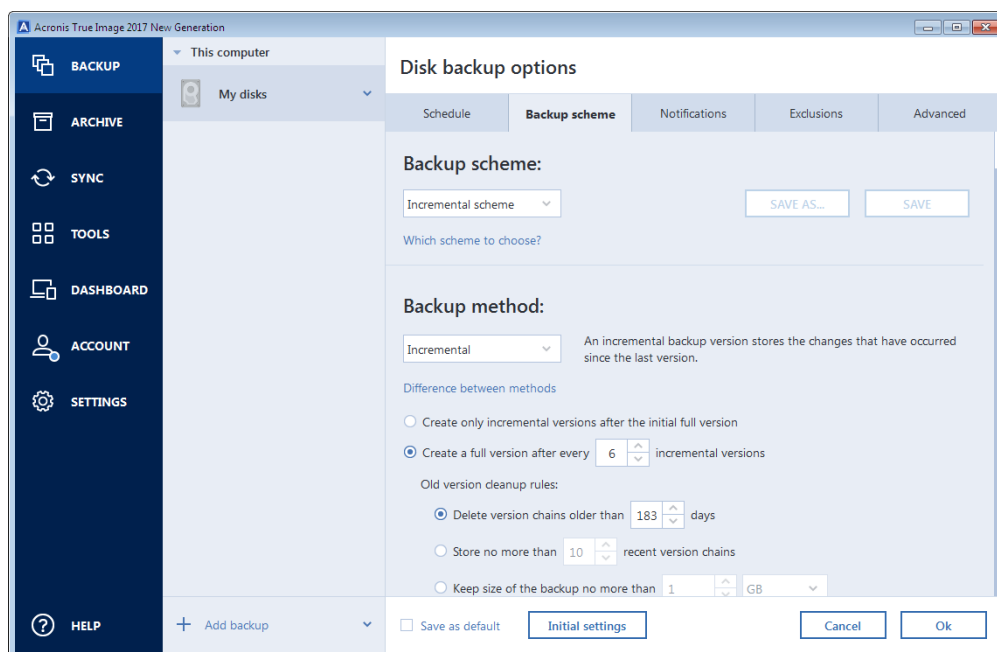 Acronis True Image 2017 New Generation
BACKUP
ARCHIVE
SYNC
TOOLS
DASHBOARD
ACCOUNT
SETTINGS
HELP
This computer
My disks
Add backup
Disk backup options
Schedule
Backup scheme
Notifications
Exclusions
Advanced
Backup scheme:
Incremental scheme
SAVE AS...
SAVE
Which scheme to choose?
Backup method:
Incremental
An incremental backup version stores the changes that have occurred
since the last version.
Difference between methods
Create only incremental versions after the initial full version
Create a full version after every 6 incremental versions
Old version cleanup rules:
Delete version chains older than 183 days
Store no more than 10 recent version chains
Keep size of the backup no more than 1 GB
Save as default
Initial settings
Cancel
Ok